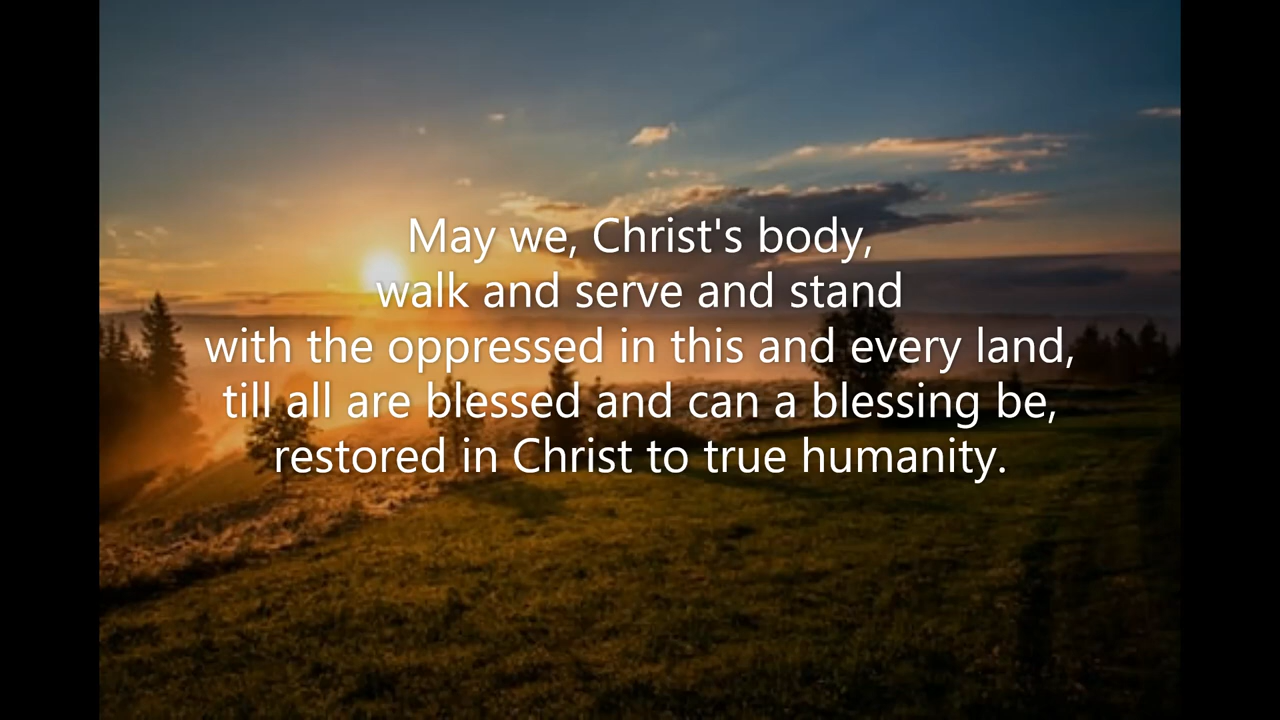 May we, Christ's body,
walk and serve and stand
with the oppressed in this and every land,
till all are blessed and can a blessing be,
restored in Christ to true humanity.